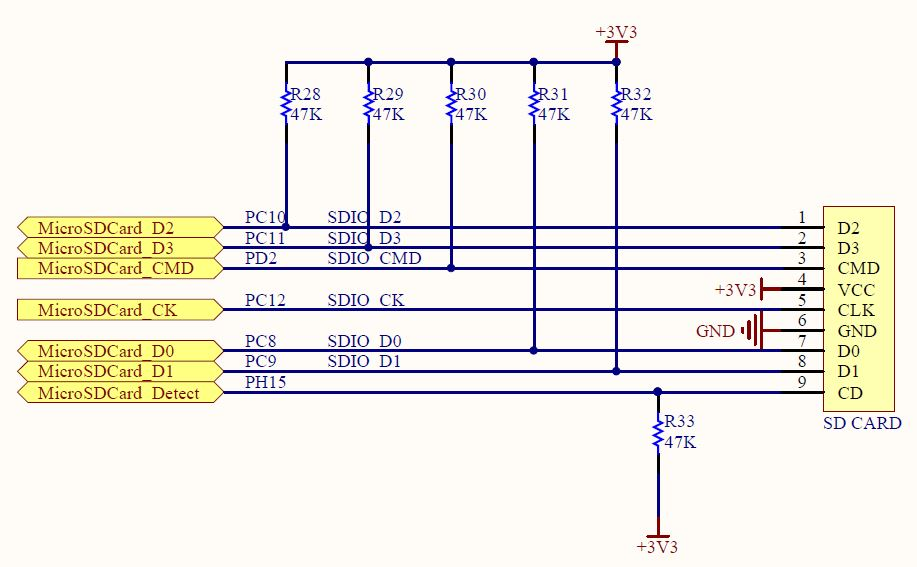 +3V3
R28 R29 R30 R31 R32
47K 47K 47K 47K 47K
MicroSDCard_D2 PC10 SDIO_D2 1 D2
MicroSDCard_D3 PC11 SDIO_D3 2 D3
MicroSDCard_CMD PD2 SDIO_CMD 3 CMD
+3V3 4 VCC
MicroSDCard_CK PC12 SDIO_CK 5 CLK
GND 6 GND
MicroSDCard_D0 PC8 SDIO_D0 7 D0
MicroSDCard_D1 PC9 SDIO_D1 8 D1
MicroSDCard_Detect PH15 9 CD
SD CARD
R33
47K
+3V3